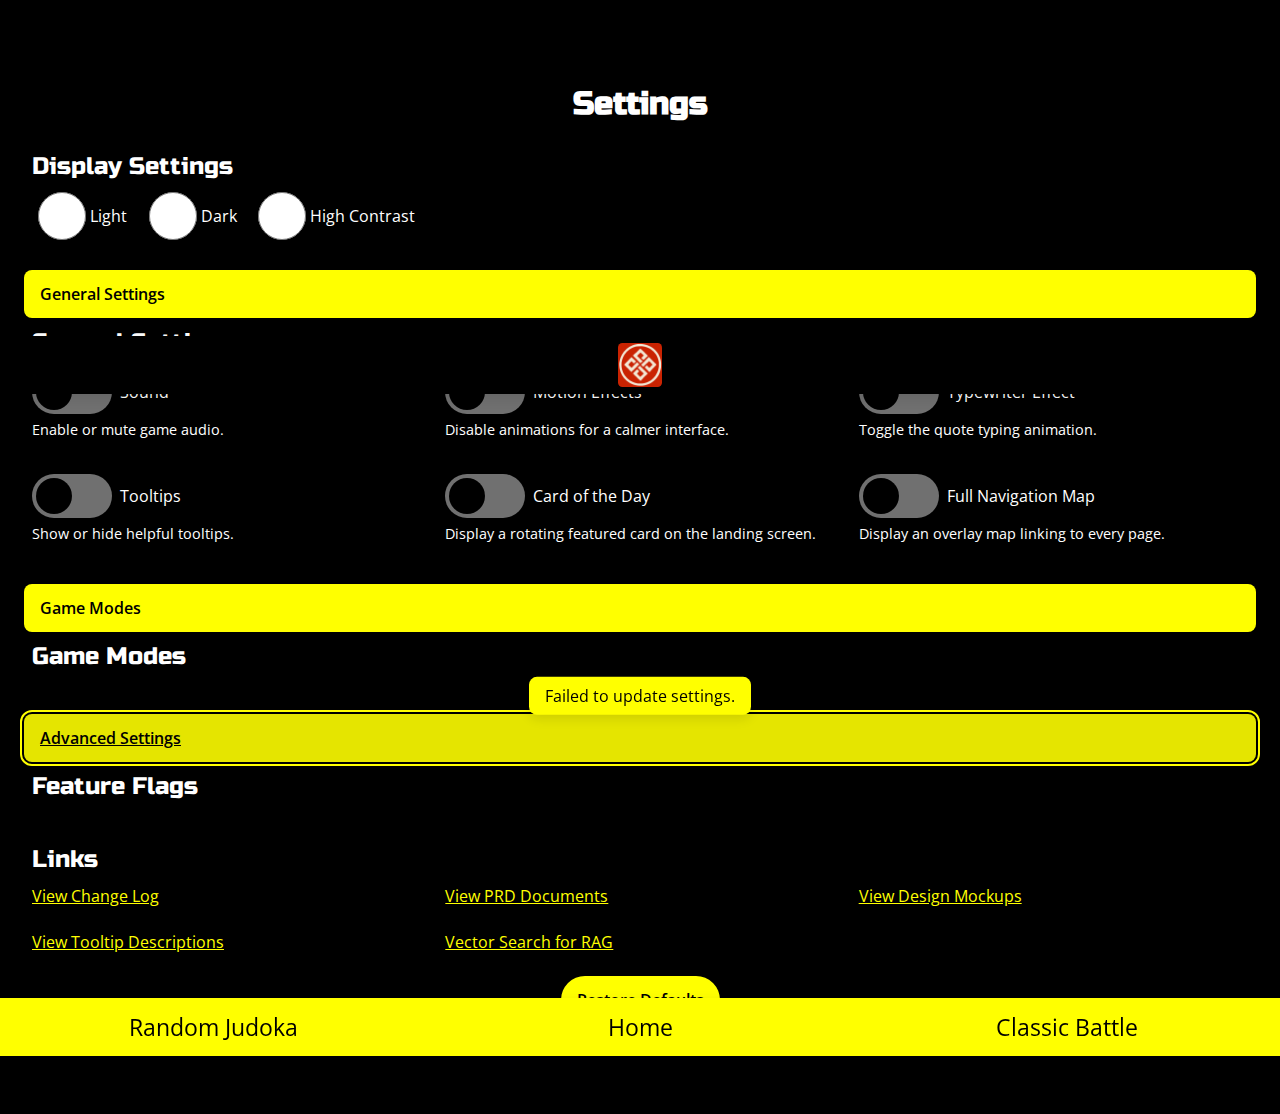 Settings
Display Settings
Light Dark High Contrast
General Settings
Sound Motion Effects Typewriter Effect
Enable or mute game audio. Disable animations for a calmer interface. Toggle the quote typing animation.
Tooltips Card of the Day Full Navigation Map
Show or hide helpful tooltips. Display a rotating featured card on the landing screen. Display an overlay map linking to every page.
Game Modes
Game Modes
Failed to update settings.
Advanced Settings
Feature Flags
Links
View Change Log View PRD Documents View Design Mockups
View Tooltip Descriptions Vector Search for RAG
Restore Defaults
Random Judoka Home Classic Battle